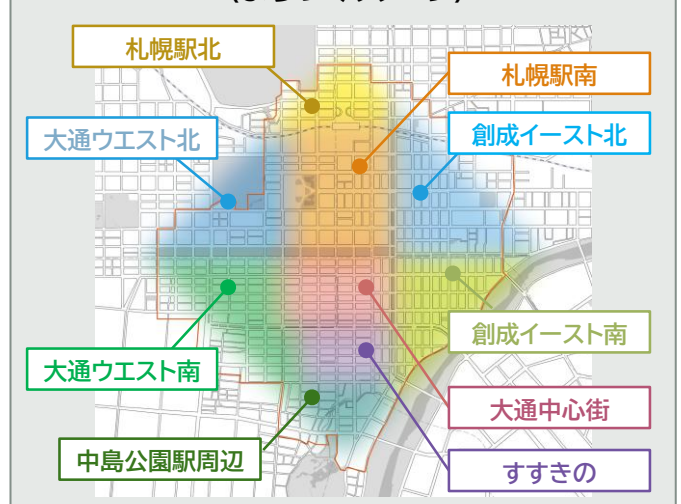 札幌駅北
札幌駅南
大通ウエスト北
創成イースト北
創成イースト南
大通ウエスト南
大通中心街
中島公園駅周辺
すすきの